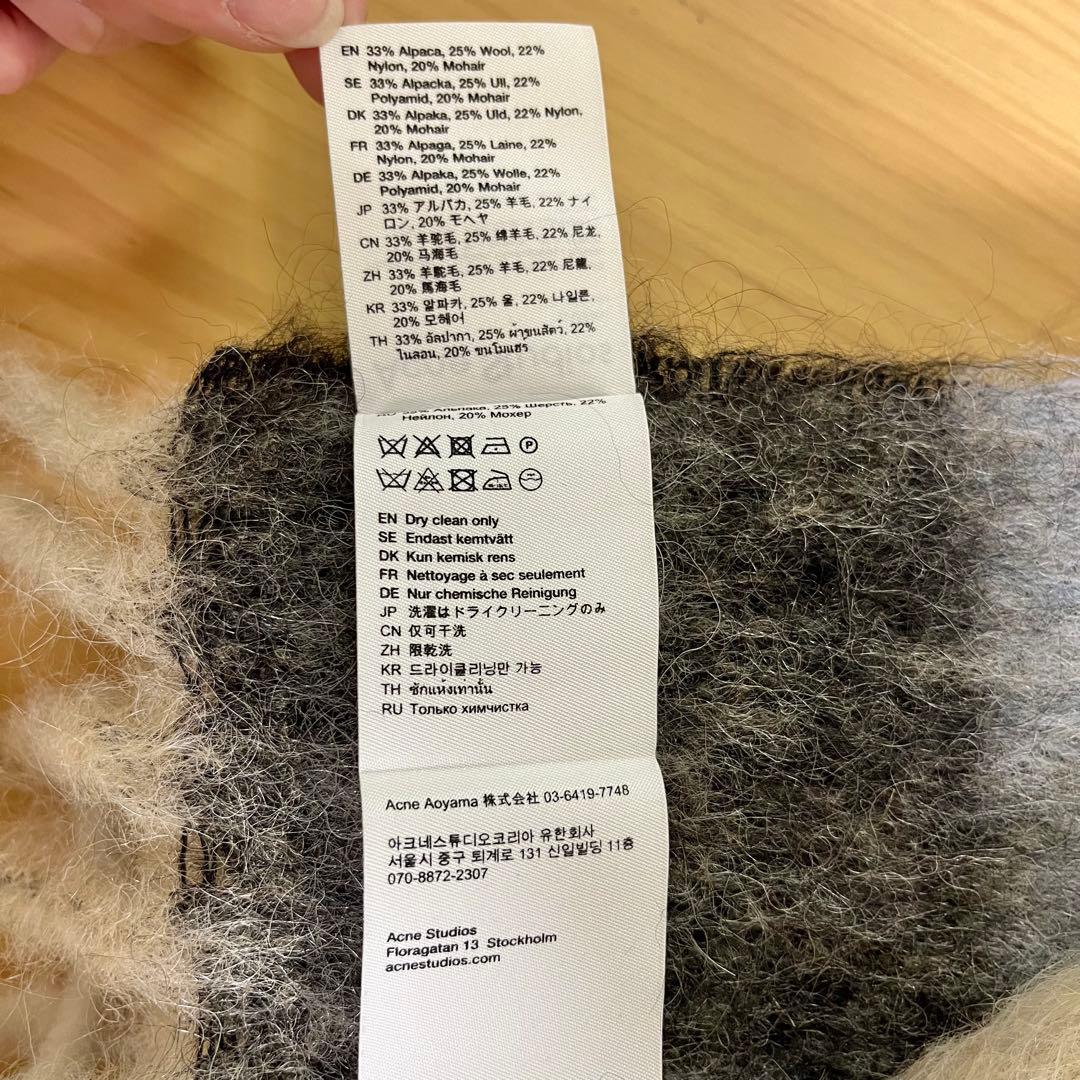 EN 33% Alpaca, 25% Wool, 22%
Nylon, 20% Mohair
SE 33% Alpacka, 25% Ull, 22%
Polyamid, 20% Mohair
DK 33% Alpaka, 25% Uld, 22% Nylon,
20% Mohair
FR 33% Alpaga, 25% Laine, 22%
Nylon, 20% Mohair
DE 33% Alpaka, 25% Wolle, 22%
Polyamid, 20% Mohair
JP 33% アルパカ, 25% 羊毛, 22% ナイ
ロン, 20% モヘヤ
CN 33% 羊驼毛, 25% 绵羊毛, 22% 尼龙,
20% 马海毛
ZH 33% 羊駝毛, 25% 羊毛, 22% 尼龍,
20% 馬海毛
KR 33% 알파카, 25% 울, 22% 나일론,
20% 모헤어
TH 33% อัลปากา, 25% ผ้าขนสัตว์, 22%
ไนลอน, 20% ขนโมแฮร์
25% Шерсть, 22%
Нейлон, 20% Мохер
P
EN Dry clean only
SE Endast kemtvätt
DK Kun kemisk rens
FR Nettoyage à sec seulement
DE Nur chemische Reinigung
JP 洗濯はドライクリーニングのみ
CN 仅可干洗
ZH 限乾洗
KR 드라이클리닝만 가능
TH ซักแห้งเท่านั้น
RU Только химчистка
Acne Aoyama 株式会社 03-6419-7748
아크네스튜디오코리아 유한회사
서울시 중구 퇴계로 131 신일빌딩 11층
070-8872-2307
Acne Studios
Floragatan 13 Stockholm
acnestudios.com